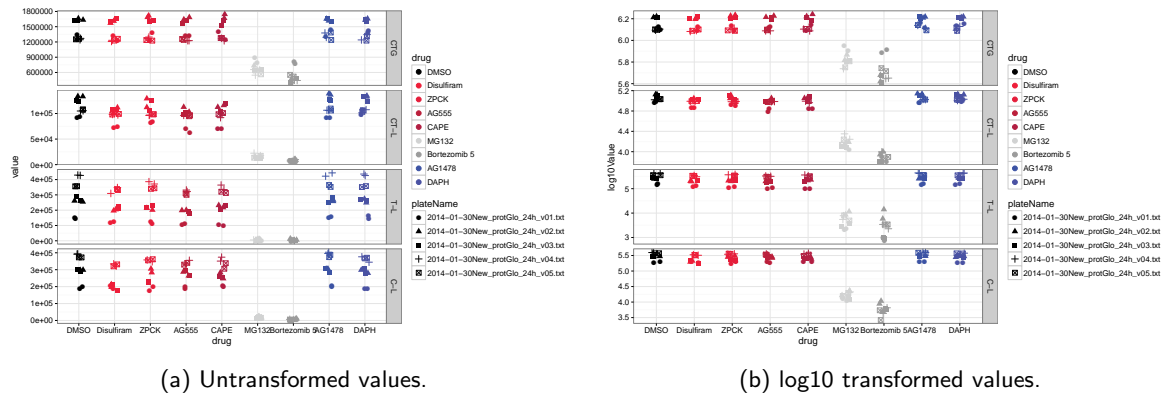 1800000
1500000
1200000
900000
600000
CTG
1e+05
5e+04
0e+00
CT−L
4e+05
3e+05
2e+05
1e+05
0e+00
T−L
4e+05
3e+05
2e+05
1e+05
0e+00
C−L
value
DMSO Disulfiram ZPCK AG555 CAPE MG132 Bortezomib 5 AG1478 DAPH
drug
drug
DMSO
Disulfiram
ZPCK
AG555
CAPE
MG132
Bortezomib 5
AG1478
DAPH
plateName
2014−01−30New_protGlo_24h_v01.txt
2014−01−30New_protGlo_24h_v02.txt
2014−01−30New_protGlo_24h_v03.txt
2014−01−30New_protGlo_24h_v04.txt
2014−01−30New_protGlo_24h_v05.txt
(a) Untransformed values.
6.2
6.0
5.8
5.6
CTG
5.2
4.8
4.4
4.0
CT−L
5
4
3
T−L
5.5
5.0
4.5
4.0
3.5
C−L
log10Value
DMSO Disulfiram ZPCK AG555 CAPE MG132 Bortezomib 5 AG1478 DAPH
drug
drug
DMSO
Disulfiram
ZPCK
AG555
CAPE
MG132
Bortezomib 5
AG1478
DAPH
plateName
2014−01−30New_protGlo_24h_v01.txt
2014−01−30New_protGlo_24h_v02.txt
2014−01−30New_protGlo_24h_v03.txt
2014−01−30New_protGlo_24h_v04.txt
2014−01−30New_protGlo_24h_v05.txt
(b) log10 transformed values.